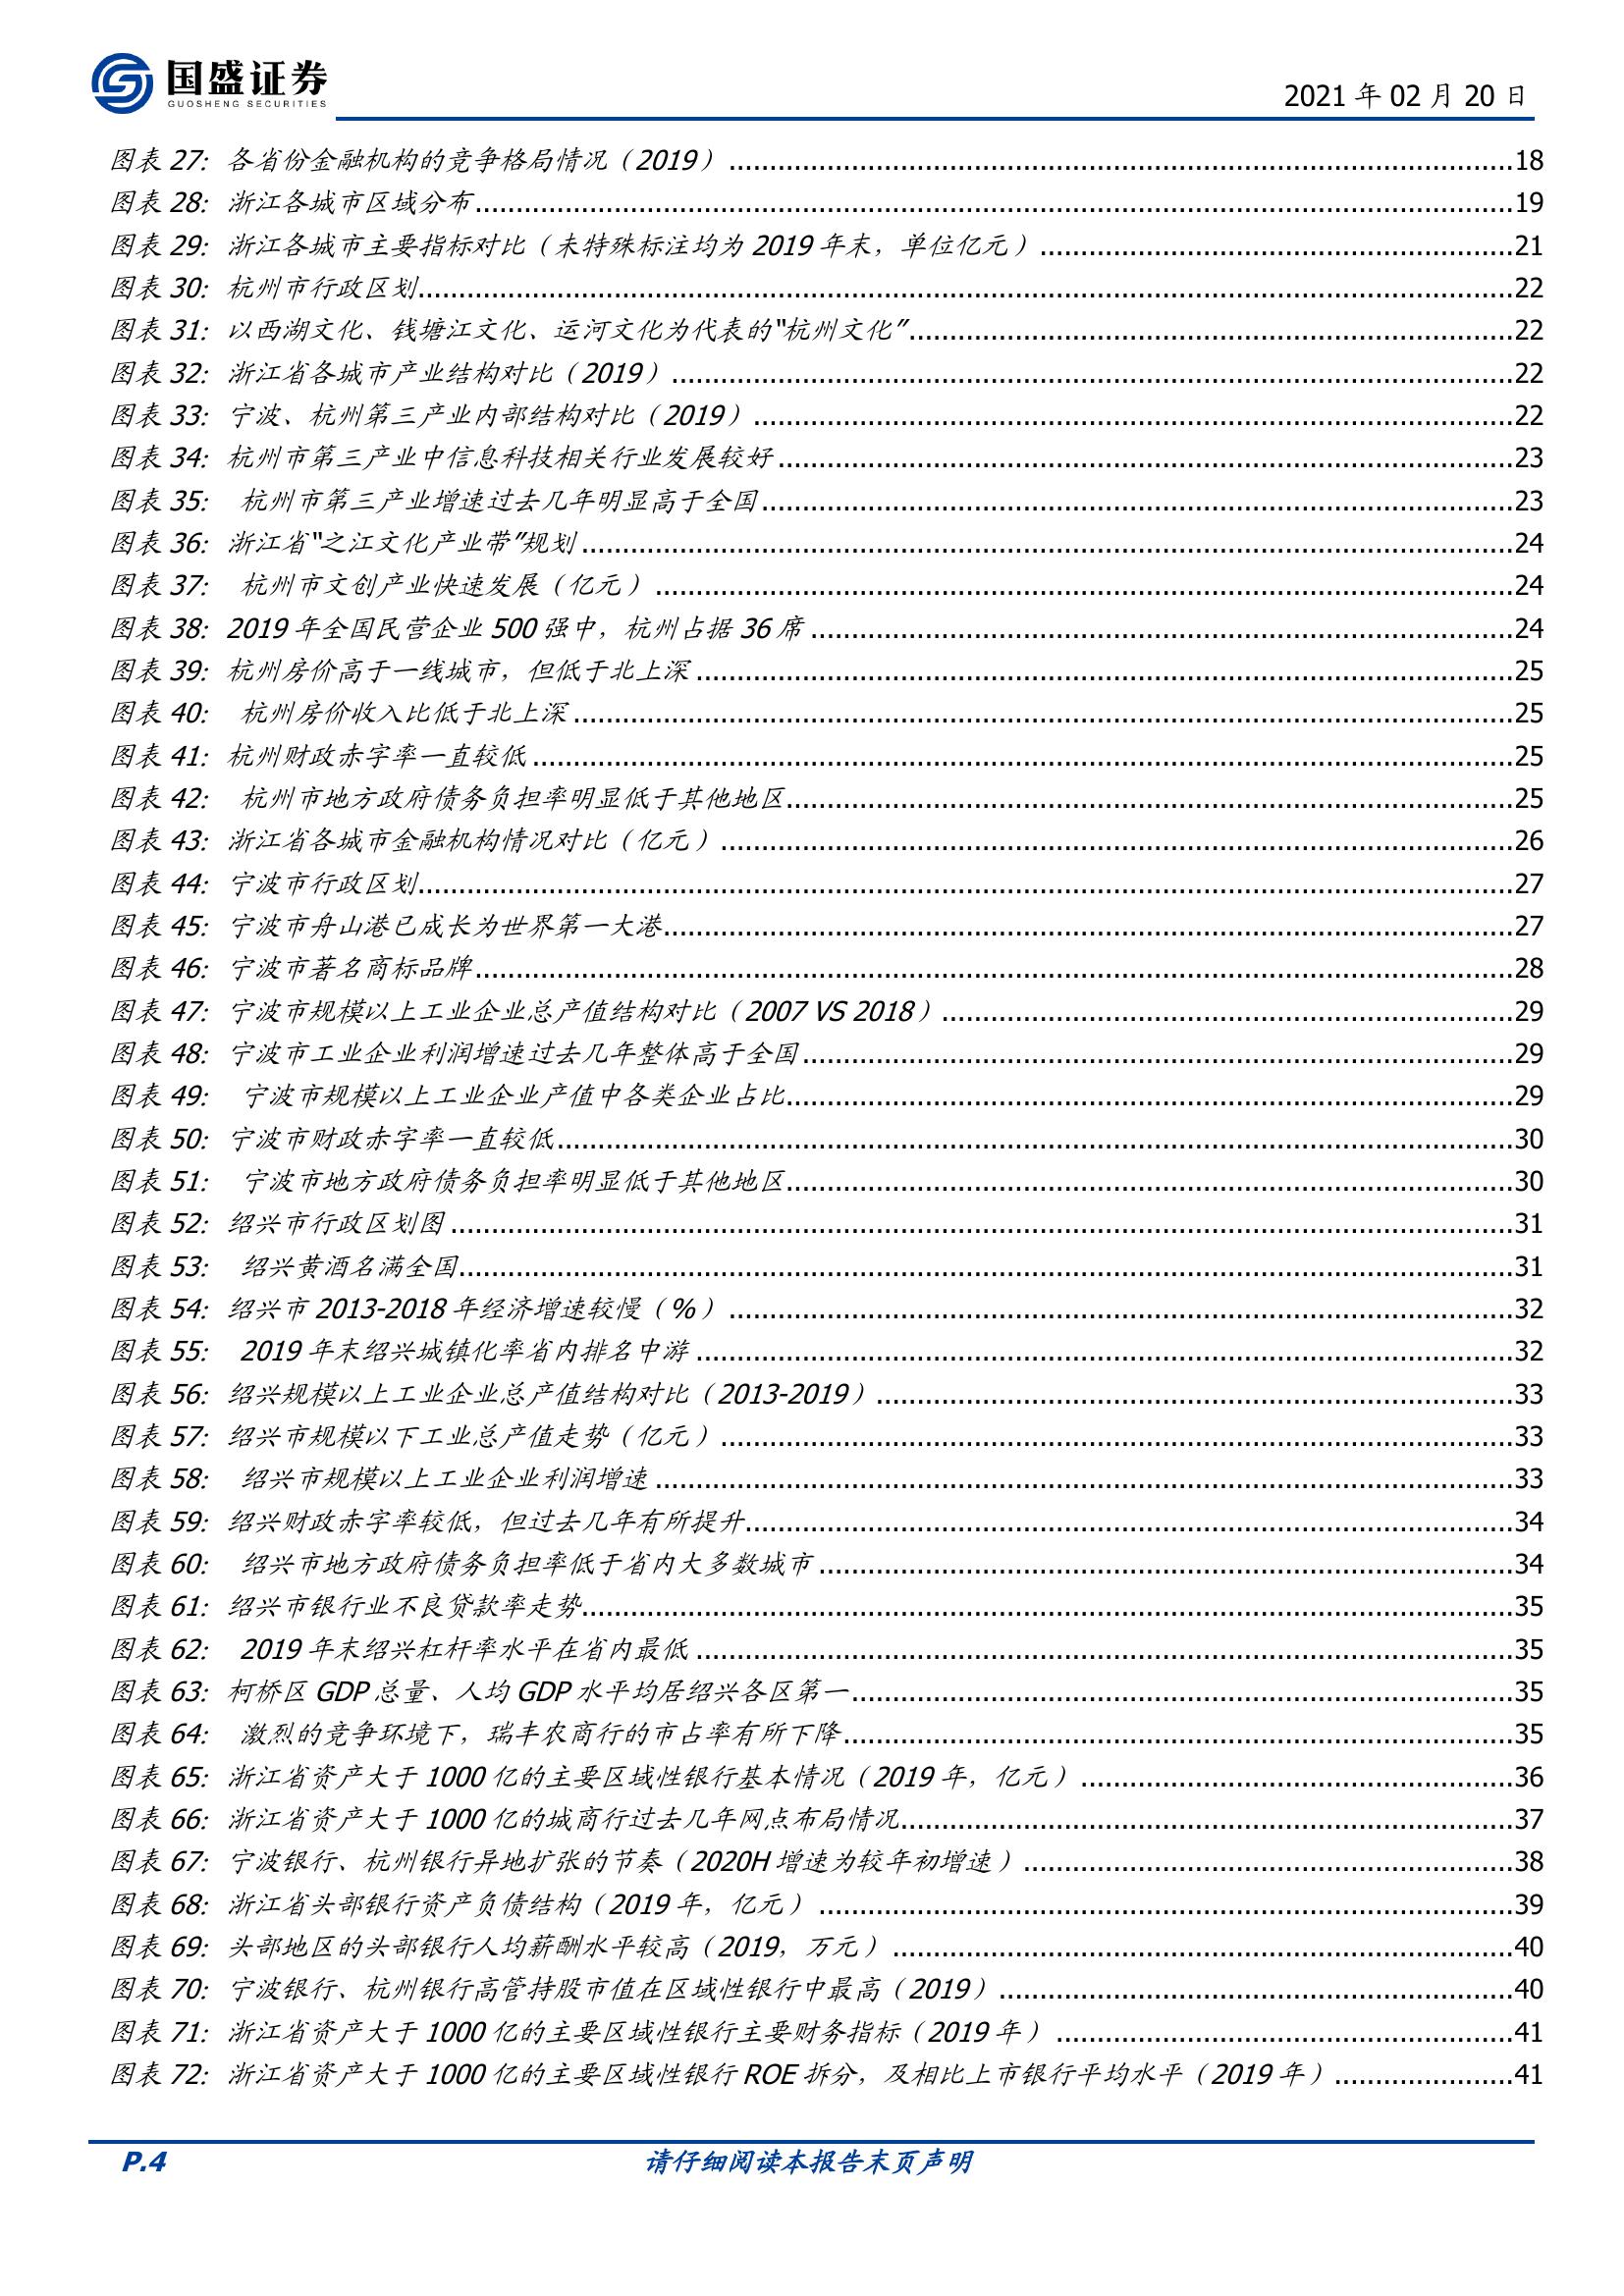 国盛证券
GUOSHENG SECURITIES
2021 年 02 月 20 日
图表 27：各省份金融机构的竞争格局情况（2019）...18
图表 28：浙江各城市区域分布...19
图表 29：浙江各城市主要指标对比（未特殊标注均为 2019 年末，单位亿元）...21
图表 30：杭州市行政区划...22
图表 31：以西湖文化、钱塘江文化、运河文化为代表的"杭州文化"...22
图表 32：浙江省各城市产业结构对比（2019）...22
图表 33：宁波、杭州第三产业内部结构对比（2019）...22
图表 34：杭州市第三产业中信息科技相关行业发展较好...23
图表 35： 杭州市第三产业增速过去几年明显高于全国...23
图表 36：浙江省"之江文化产业带"规划...24
图表 37： 杭州市文创产业快速发展（亿元）...24
图表 38：2019 年全国民营企业 500 强中，杭州占据 36 席...24
图表 39：杭州房价高于一线城市，但低于北上深...25
图表 40： 杭州房价收入比低于北上深...25
图表 41：杭州财政赤字率一直较低...25
图表 42： 杭州市地方政府债务负担率明显低于其他地区...25
图表 43：浙江省各城市金融机构情况对比（亿元）...26
图表 44：宁波市行政区划...27
图表 45：宁波市舟山港已成长为世界第一大港...27
图表 46：宁波市著名商标品牌...28
图表 47：宁波市规模以上工业企业总产值结构对比（2007 VS 2018）...29
图表 48：宁波市工业企业利润增速过去几年整体高于全国...29
图表 49： 宁波市规模以上工业企业产值中各类企业占比...29
图表 50：宁波市财政赤字率一直较低...30
图表 51： 宁波市地方政府债务负担率明显低于其他地区...30
图表 52：绍兴市行政区划图...31
图表 53： 绍兴黄酒名满全国...31
图表 54：绍兴市 2013-2018 年经济增速较慢（%）...32
图表 55： 2019 年末绍兴城镇化率省内排名中游...32
图表 56：绍兴规模以上工业企业总产值结构对比（2013-2019）...33
图表 57：绍兴市规模以下工业总产值走势（亿元）...33
图表 58： 绍兴市规模以上工业企业利润增速...33
图表 59：绍兴财政赤字率较低，但过去几年有所提升...34
图表 60： 绍兴市地方政府债务负担率低于省内大多数城市...34
图表 61：绍兴市银行业不良贷款率走势...35
图表 62： 2019 年末绍兴杠杆率水平在省内最低...35
图表 63：柯桥区 GDP 总量、人均 GDP 水平均居绍兴各区第一...35
图表 64： 激烈的竞争环境下，瑞丰农商行的市占率有所下降...35
图表 65：浙江省资产大于 1000 亿的主要区域性银行基本情况（2019 年，亿元）...36
图表 66：浙江省资产大于 1000 亿的城商行过去几年网点布局情况...37
图表 67：宁波银行、杭州银行异地扩张的节奏（2020H 增速为较年初增速）...38
图表 68：浙江省头部银行资产负债结构（2019 年，亿元）...39
图表 69：头部地区的头部银行人均薪酬水平较高（2019，万元）...40
图表 70：宁波银行、杭州银行高管持股市值在区域性银行中最高（2019）...40
图表 71：浙江省资产大于 1000 亿的主要区域性银行主要财务指标（2019 年）...41
图表 72：浙江省资产大于 1000 亿的主要区域性银行 ROE 拆分，及相比上市银行平均水平（2019 年）...41
P.4
请仔细阅读本报告末页声明